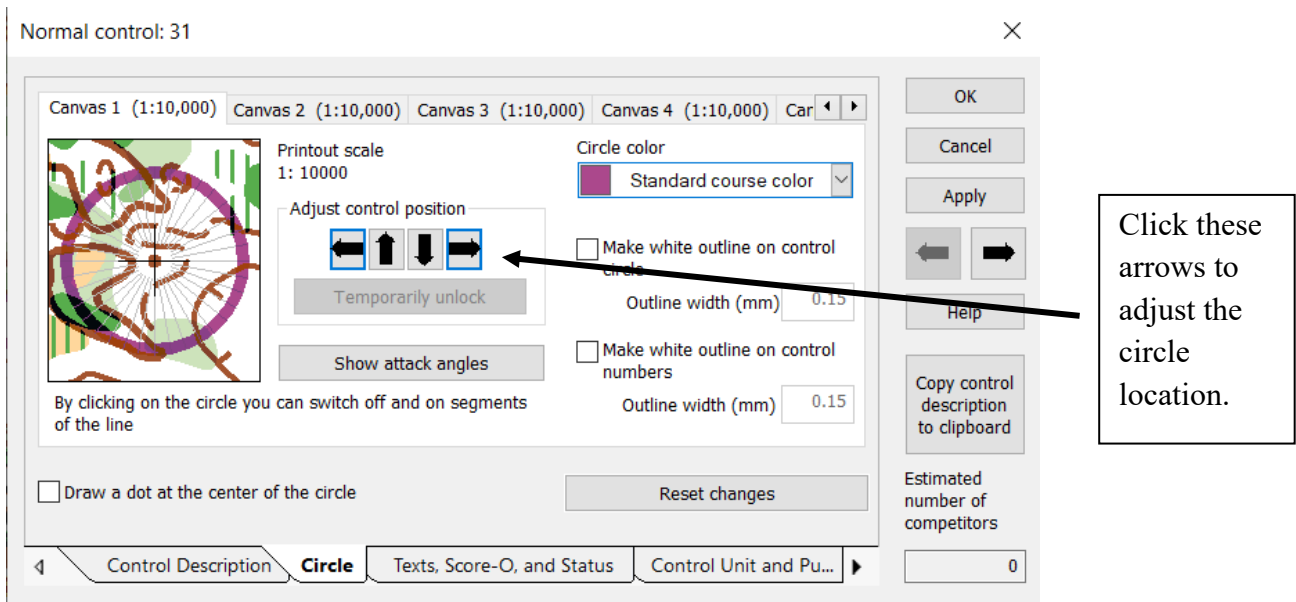 Normal control: 31
Canvas 1 (1:10,000)
Canvas 2 (1:10,000)
Canvas 3 (1:10,000)
Canvas 4 (1:10,000)
Car
Printout scale
1: 10000
Adjust control position
Temporarily unlock
Show attack angles
By clicking on the circle you can switch off and on segments
of the line
Circle color
Standard course color
Make white outline on control
circle
Outline width (mm)
0.15
Make white outline on control
numbers
Outline width (mm)
0.15
Draw a dot at the center of the circle
Reset changes
Control Description
Circle
Texts, Score-O, and Status
Control Unit and Pu...
OK
Cancel
Apply
Help
Copy control
description
to clipboard
Estimated
number of
competitors
0
Click these
arrows to
adjust the
circle
location.